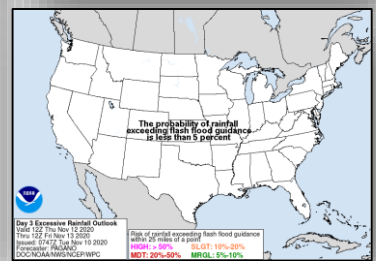 The probability of rainfall
exceeding flash flood guidance
is less than 5 percent
NOAA
Day 3 Excessive Rainfall Outlook
Valid 12Z Thu Nov 12 2020
Thru 12Z Fri Nov 13 2020
Issued: 0747Z Tue Nov 10 2020
Forecaster: PAGANO
DOC/NOAA/NWS/NCEP/WPC
Risk of rainfall exceeding flash flood guidance
within 25 miles of a point
HIGH: > 50% SLGT: 10%-20%
MDT: 20%-50% MRGL: 5%-10%